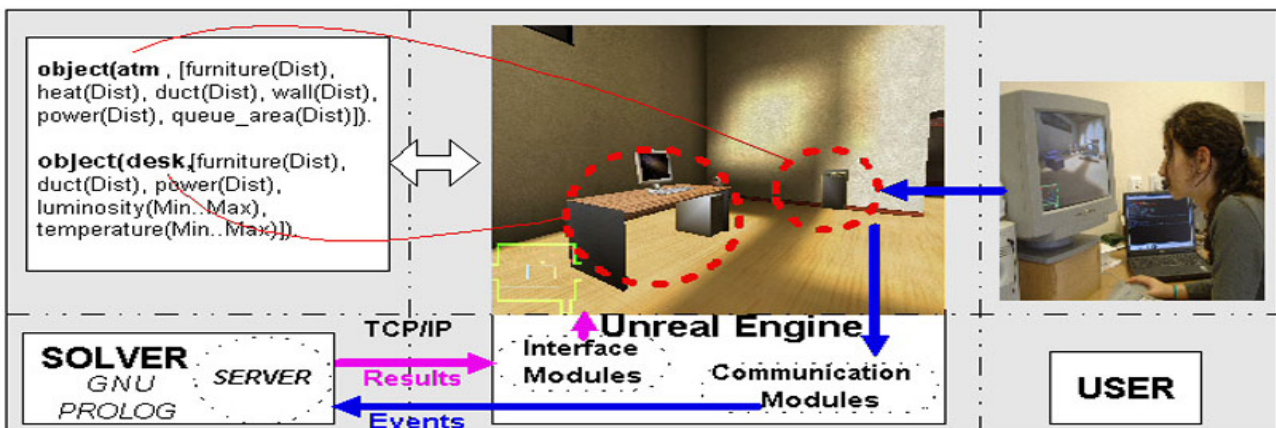 object(atm , [furniture(Dist),
heat(Dist), duct(Dist), wall(Dist),
power(Dist), queue_area(Dist)]).
object(desk,[furniture(Dist),
duct(Dist), power(Dist),
luminosity(Min..Max),
temperature(Min..Max)]).
TCP/IP
Unreal Engine
SOLVER
GNU
PROLOG
SERVER
Results
Events
Interface
Modules
Communication
Modules
USER